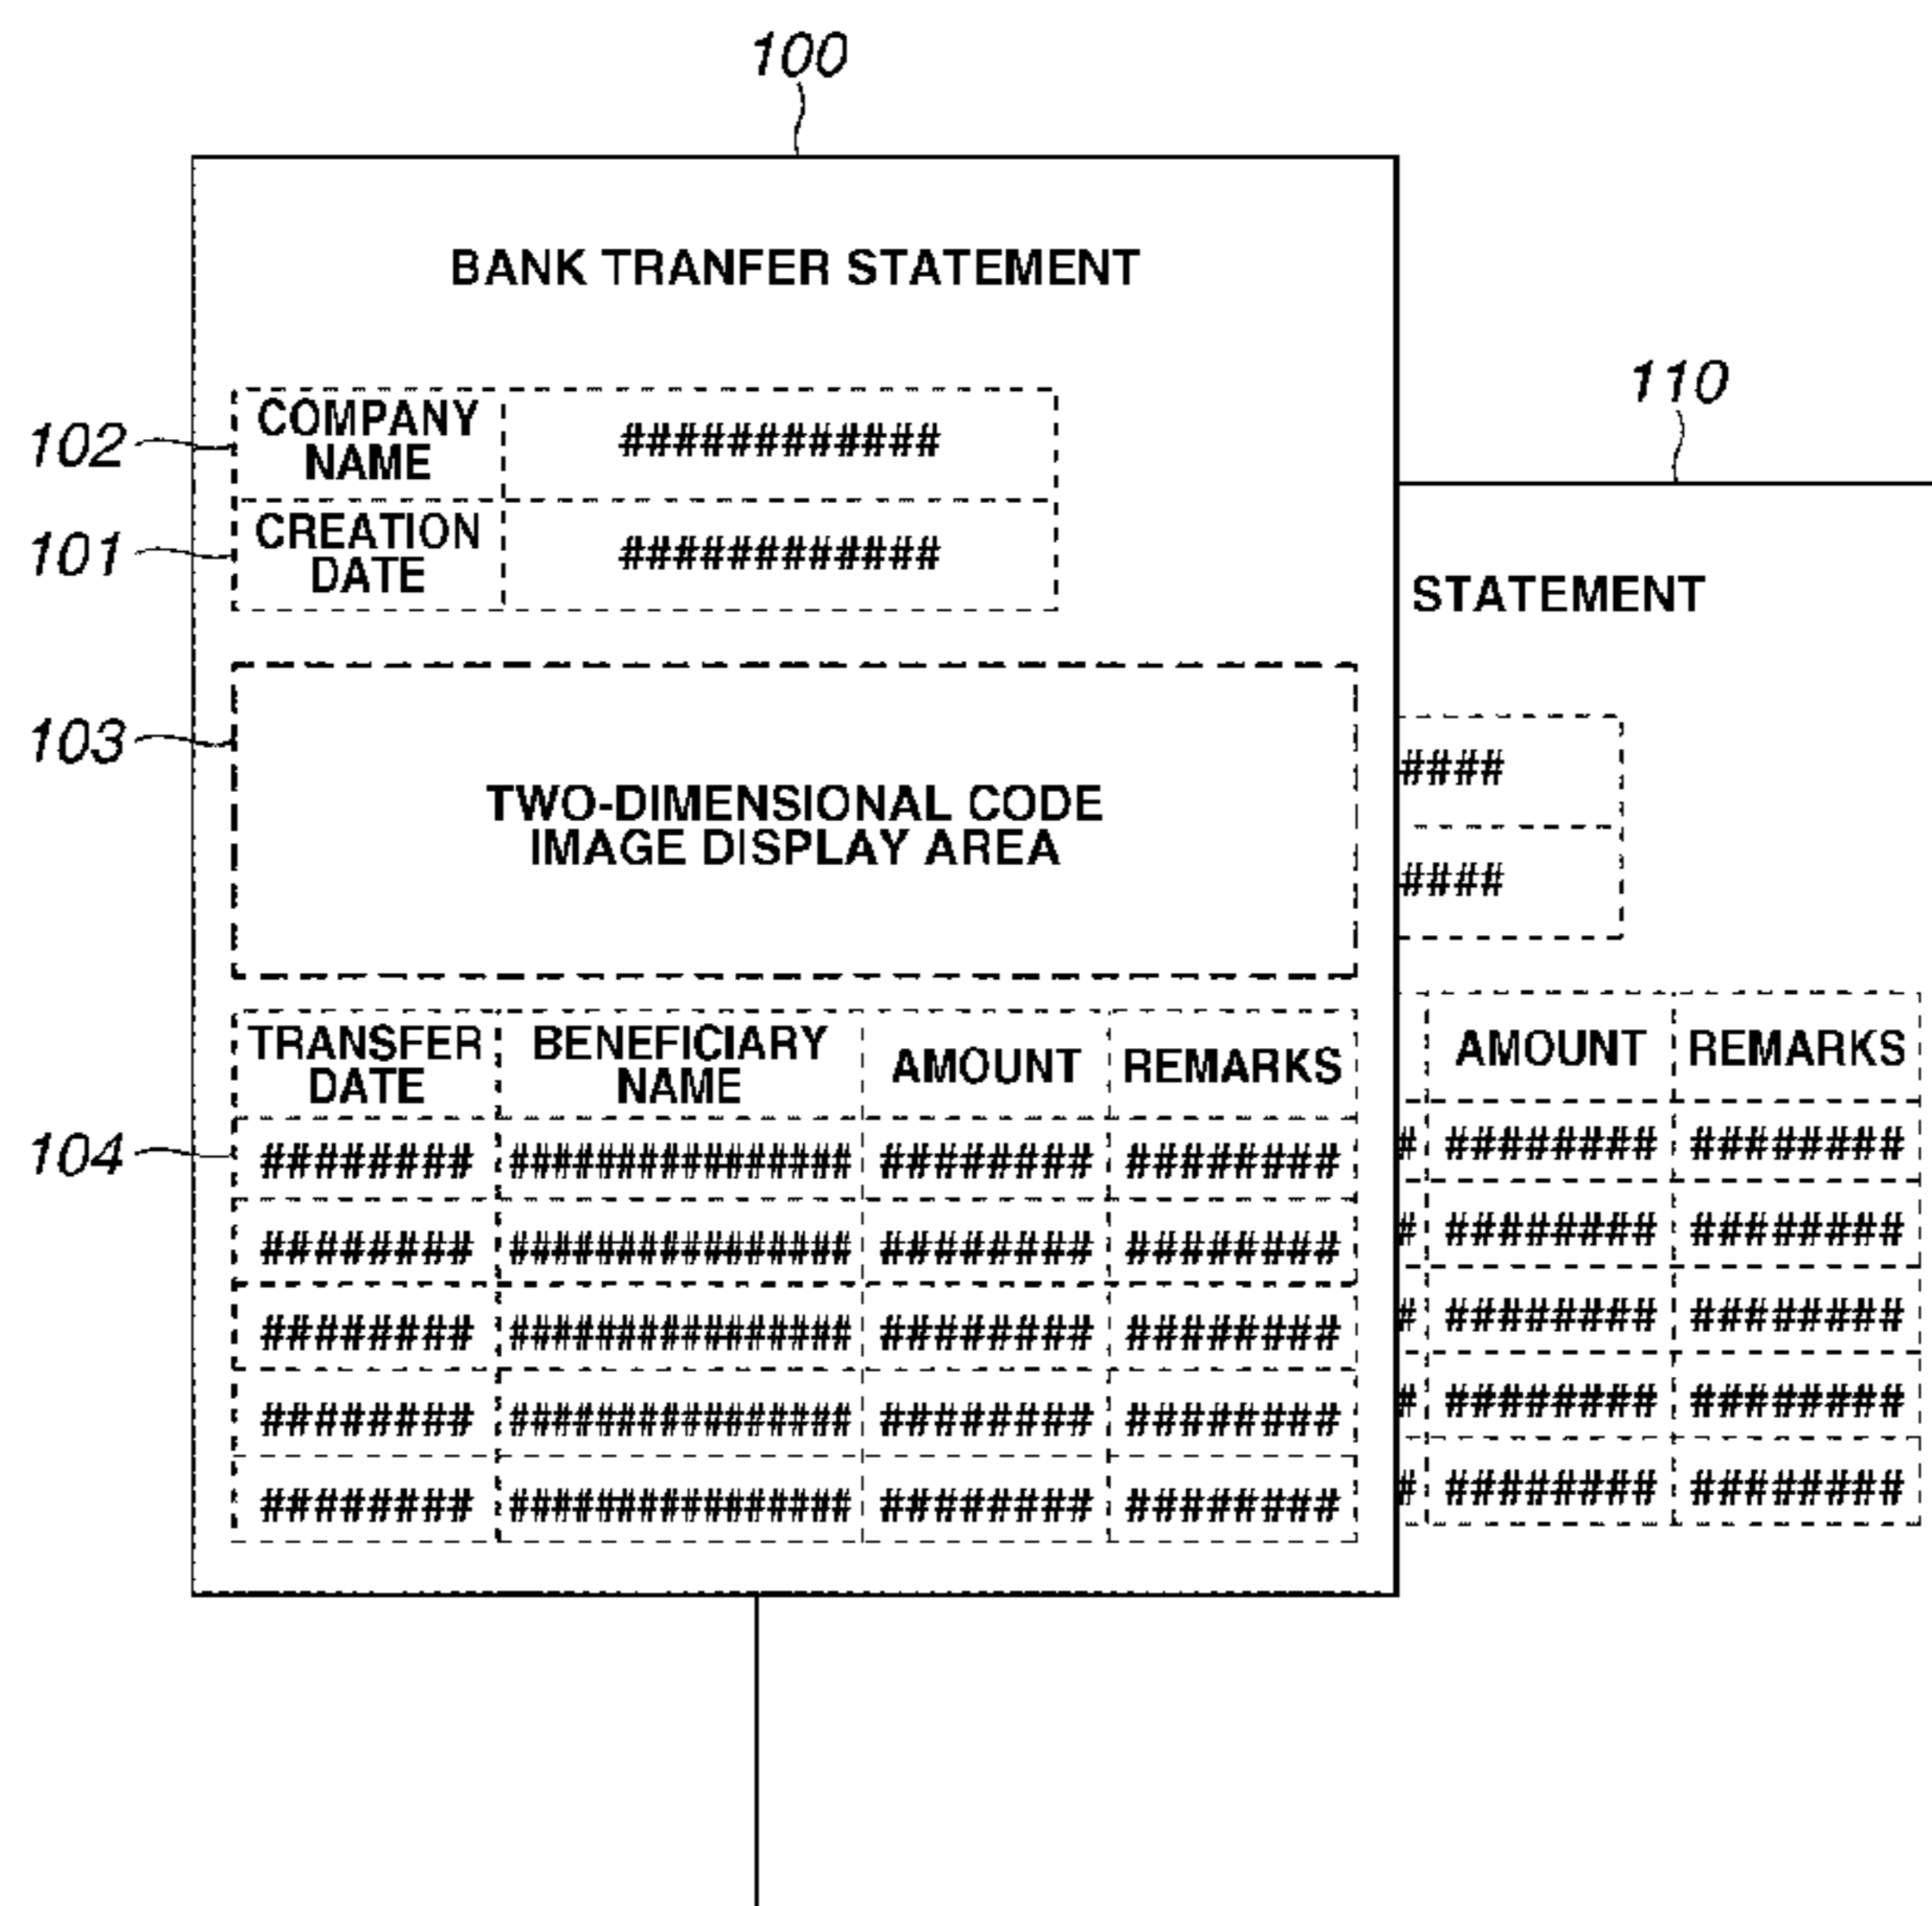 100
BANK TRANFER STATEMENT
110
102
COMPANY
NAME
############
101
CREATION
DATE
############
STATEMENT
103
TWO-DIMENSIONAL CODE
IMAGE DISPLAY AREA
####
####
TRANSFER
DATE
BENEFICIARY
NAME
AMOUNT
REMARKS
AMOUNT
REMARKS
104
######## ################ ######## ########
# ######## ########
######## ################ ######## ########
# ######## ########
######## ################ ######## ########
# ######## ########
######## ################ ######## ########
# ######## ########
######## ################ ######## ########
# ######## ########